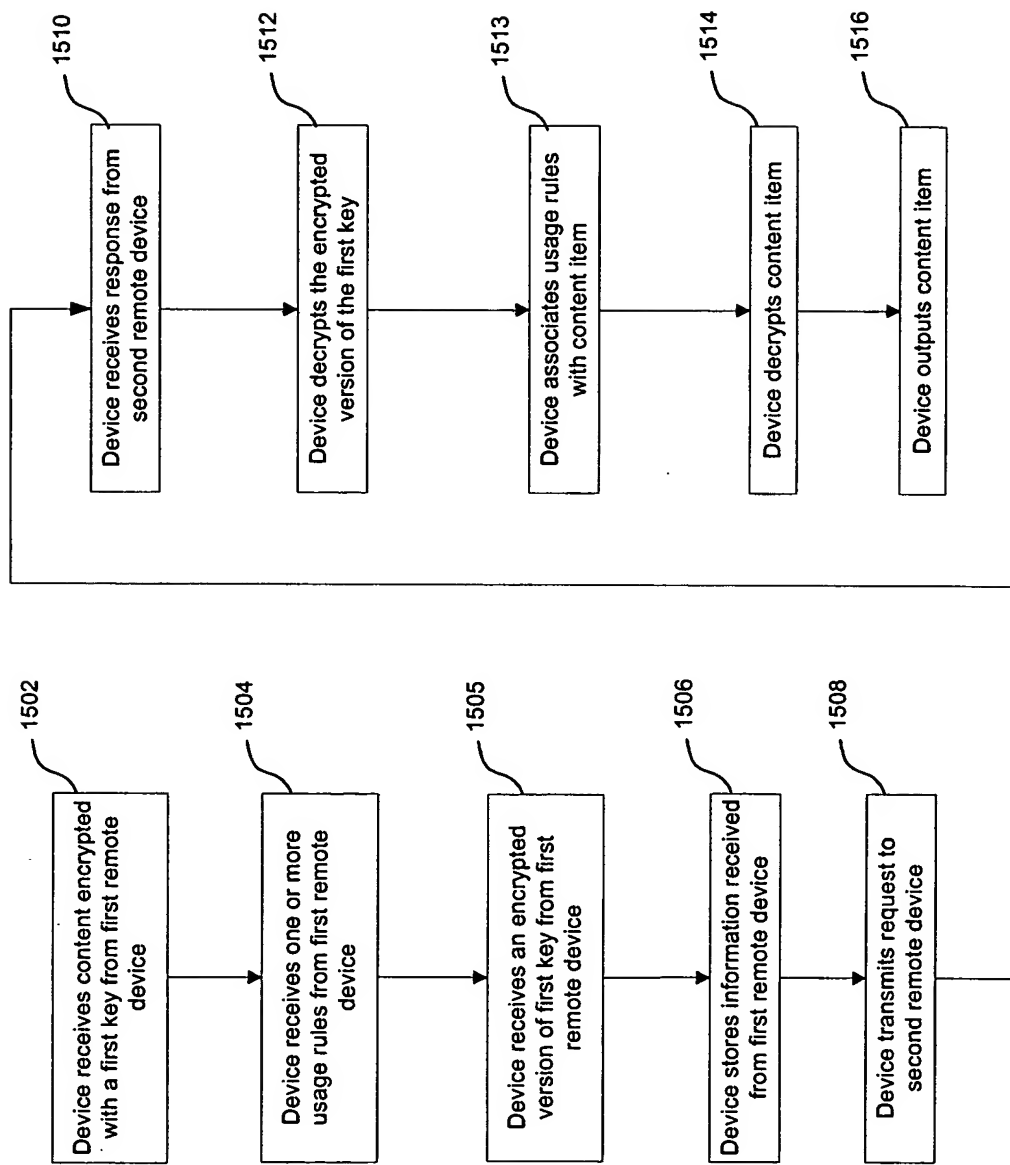 1502
Device receives content encrypted
with a first key from first remote
device
1504
Device receives one or more
usage rules from first remote
device
1505
Device receives an encrypted
version of first key from first
remote device
1506
Device stores information received
from first remote device
1508
Device transmits request to
second remote device
1510
Device receives response from
second remote device
1512
Device decrypts the encrypted
version of the first key
1513
Device associates usage rules
with content item
1514
Device decrypts content item
1516
Device outputs content item